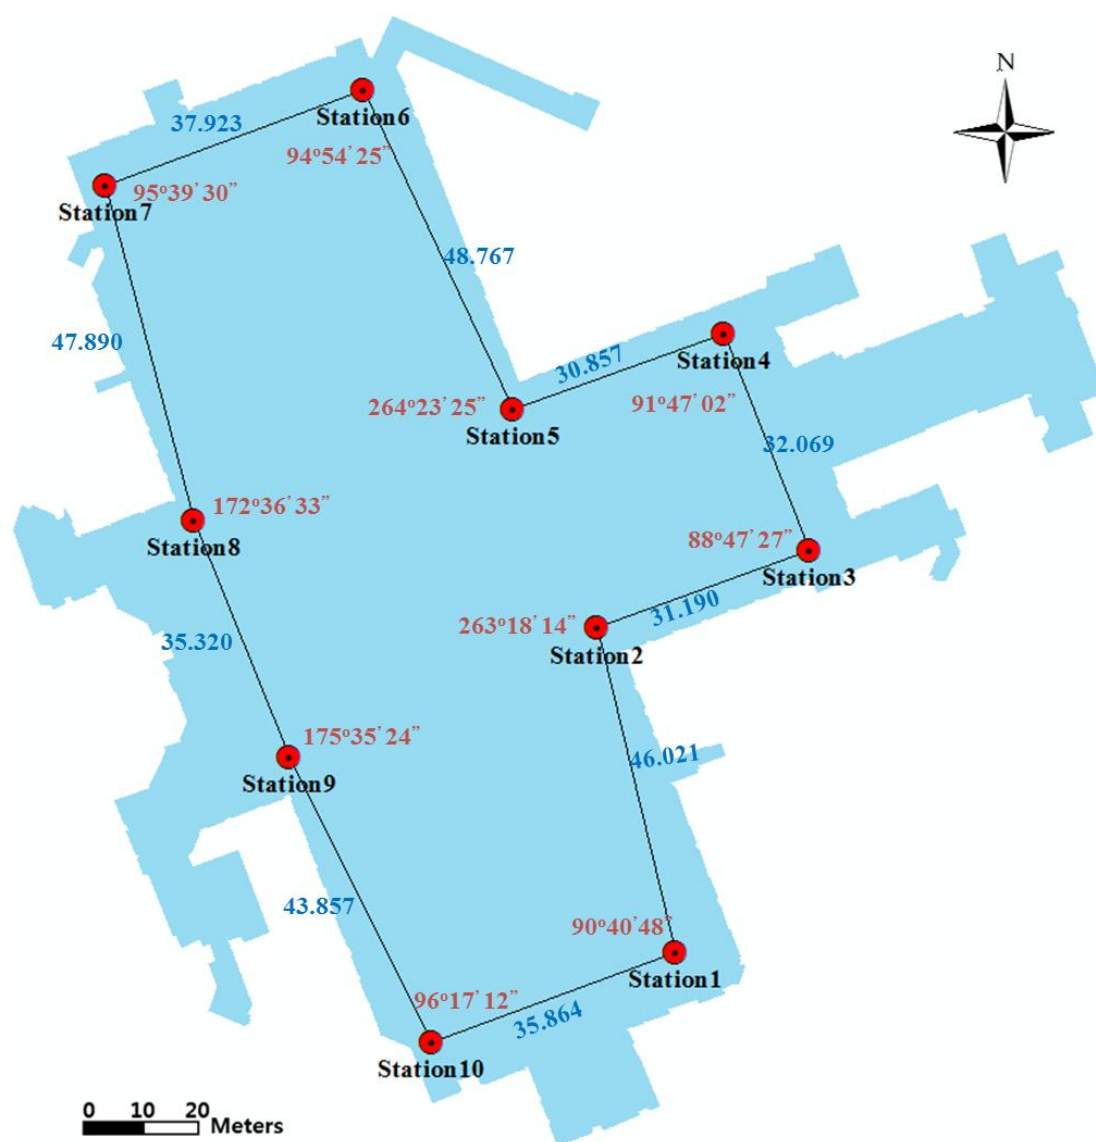 N
Station6
37.923
94°54'25"
95°39'30"
Station7
48.767
47.890
Station4
30.857
91°47'02"
264°23'25"
Station5
32.069
172°36'33"
Station8
88°47'27"
Station3
31.190
263°18'14"
Station2
35.320
175°35'24"
Station9
46.021
43.857
90°40'48"
Station1
96°17'12"
35.864
Station10
0 10 20
Meters